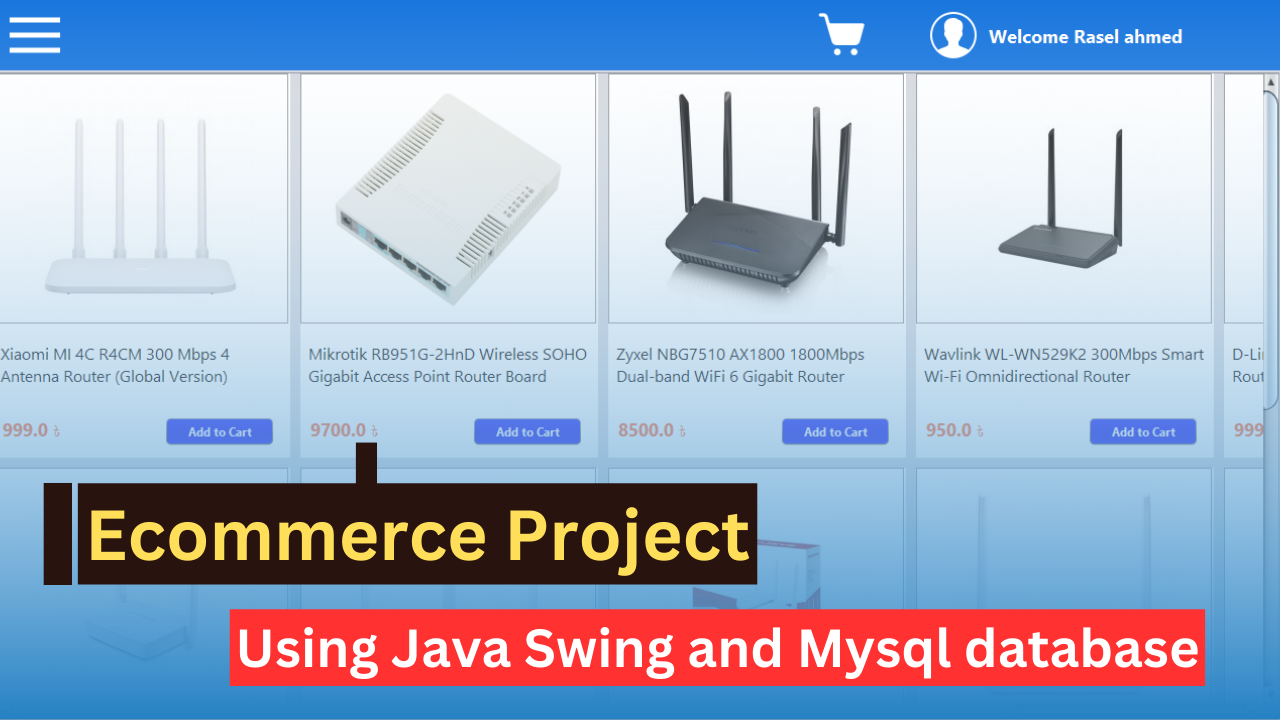 Welcome Rasel ahmed
Xiaomi MI 4C R4CM 300 Mbps 4
Antenna Router (Global Version)
999.0 ৳
Add to Cart
Mikrotik RB951G-2HnD Wireless SOHO
Gigabit Access Point Router Board
9700.0 ৳
Add to Cart
Zyxel NBG7510 AX1800 1800Mbps
Dual-band WiFi 6 Gigabit Router
8500.0 ৳
Add to Cart
Wavlink WL-WN529K2 300Mbps Smart
Wi-Fi Omnidirectional Router
950.0 ৳
Add to Cart
D-Li
Rout
999
Ecommerce Project
Using Java Swing and Mysql database